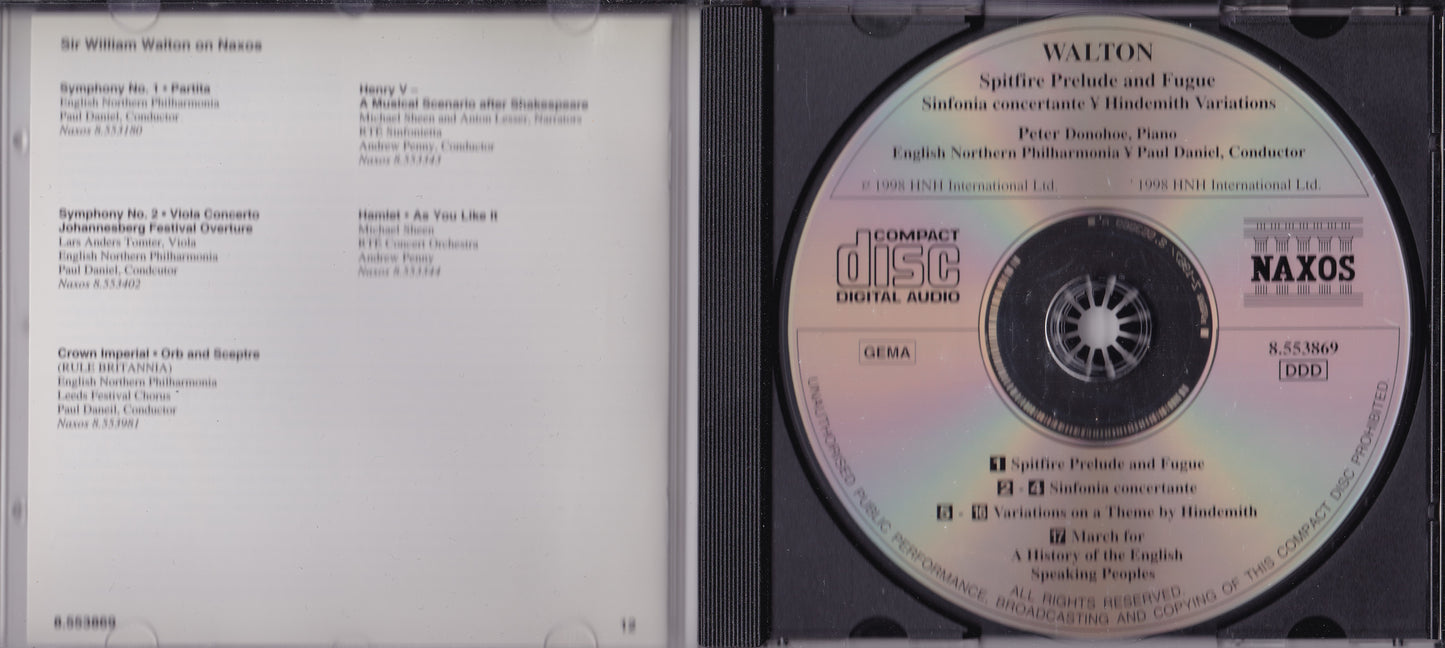 Sir William Walton on Naxos
Symphony No. 1 • Partita
English Northern Philharmonia
Paul Daniel, Conductor
Naxos 8.553180
Symphony No. 2 • Viola Concerto
Johannesberg Festival Overture
Lars Anders Tomter, Viola
English Northern Philharmonia
Paul Daniel, Condcutor
Naxos 8.553402
Crown Imperial • Orb and Sceptre
(RULE BRITANNIA)
English Northern Philharmonia
Leeds Festival Chorus
Paul Daneil, Conductor
Naxos 8.553981
Henry V –
A Musical Scenario after Shakespeare
Michael Sheen and Anton Lesser, Narrators
RTE Sinfonietta
Andrew Penny, Conductor
Naxos 8.553343
Hamlet • As You Like It
Michael Sheen
RTE Concert Orchestra
Andrew Penny
Naxos 8.553344
8.553869
12
WALTON
Spitfire Prelude and Fugue
Sinfonia concertante ¥ Hindemith Variations
Peter Donohoe, Piano
English Northern Philharmonia ¥ Paul Daniel, Conductor
℗ 1998 HNH International Ltd. ' 1998 HNH International Ltd.
COMPACT
disc
DIGITAL AUDIO
NAXOS
GEMA
8.553869
DDD
1 Spitfire Prelude and Fugue
2 - 4 Sinfonia concertante
5 - 16 Variations on a Theme by Hindemith
17 March for
A History of the English
Speaking Peoples
ALL RIGHTS RESERVED.
UNAUTHORISED PUBLIC PERFORMANCE, BROADCASTING AND COPYING OF THIS COMPACT DISC PROHIBITED.